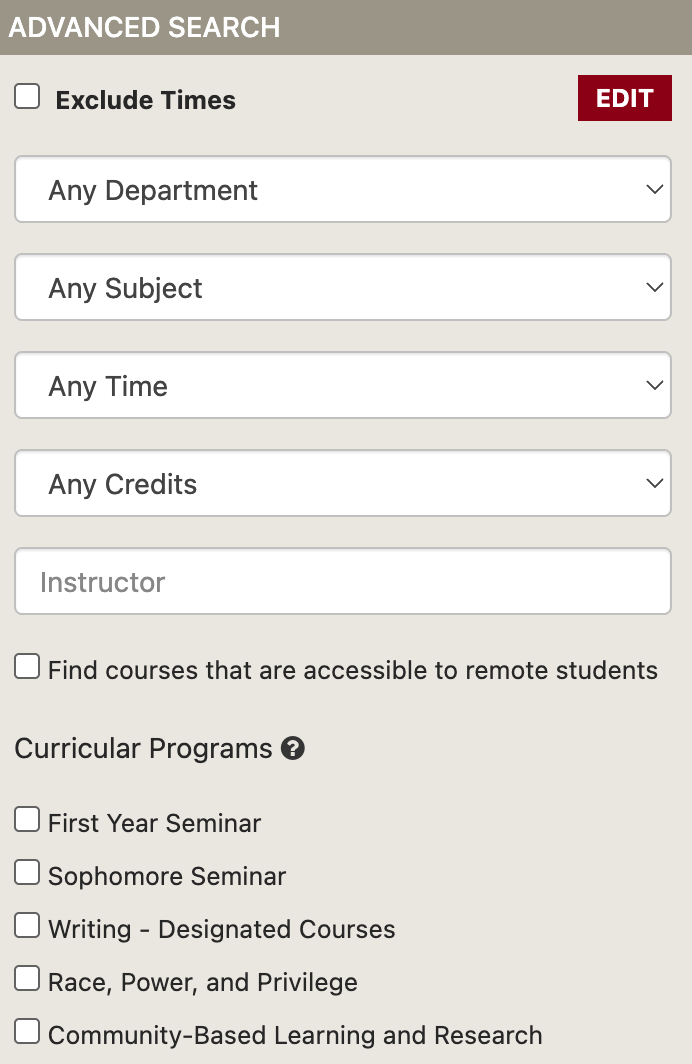 ADVANCED SEARCH
Exclude Times
EDIT
Any Department
Any Subject
Any Time
Any Credits
Instructor
Find courses that are accessible to remote students
Curricular Programs ?
First Year Seminar
Sophomore Seminar
Writing - Designated Courses
Race, Power, and Privilege
Community-Based Learning and Research